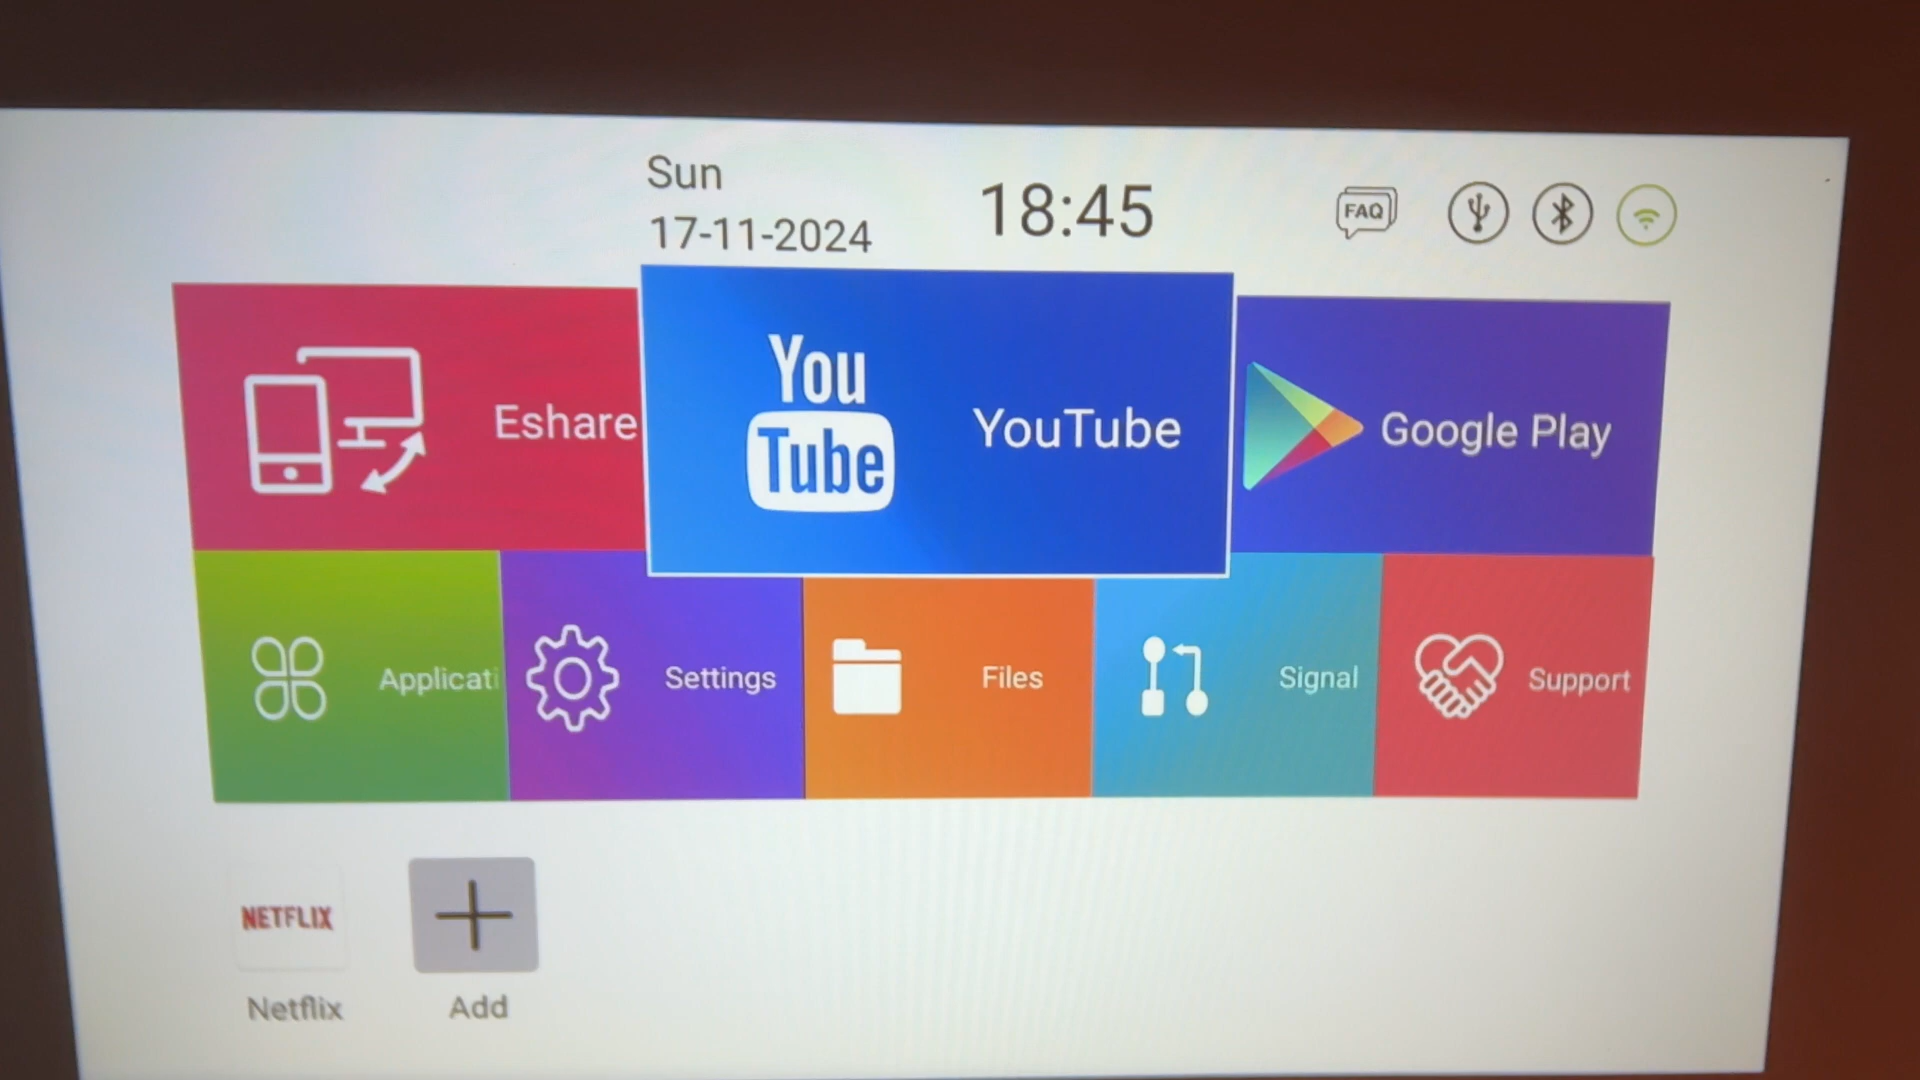 Sun
17-11-2024
18:45
FAQ
Eshare
You
Tube
YouTube
Google Play
Applicati
Settings
Files
Signal
Support
NETFLIX
Netflix
Add